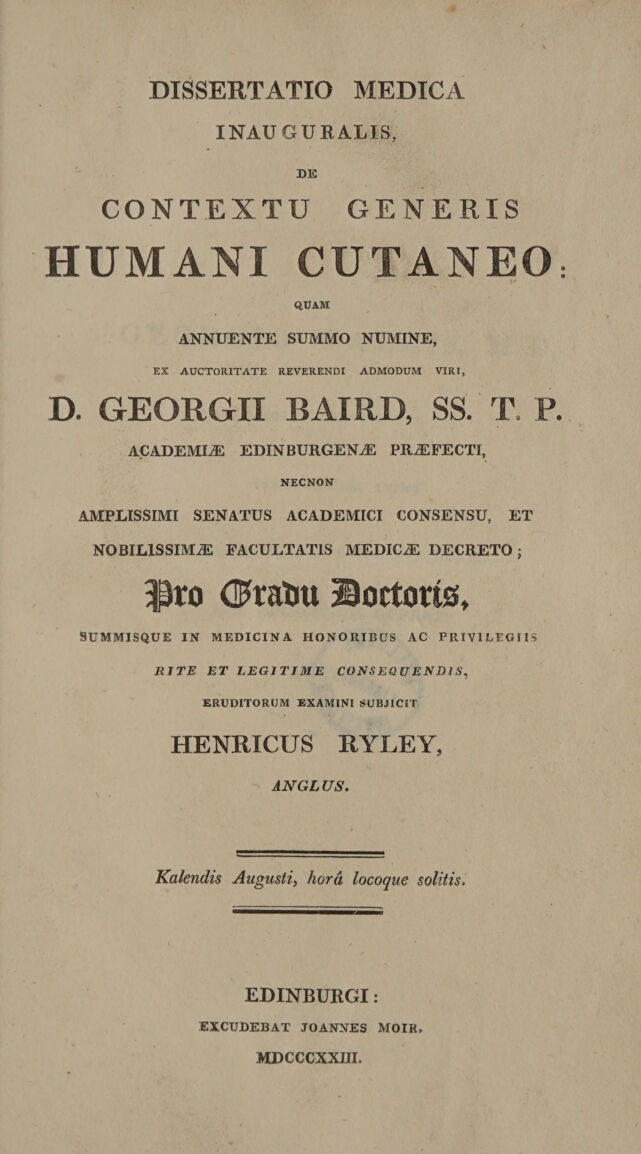 DISSERTATIO MEDICA
INAUGURALIS,
DE
CONTEXTU GENERIS
HUMANI CUTANEO:
QUAM
ANNUENTE SUMMO NUMINE,
EX AUCTORITATE REVERENDI ADMODUM VIRI,
D. GEORGII BAIRD, SS. T. P.
ACADEMIÆ EDINBURGENÆ PRÆFECTI,
NECNON
AMPLISSIMI SENATUS ACADEMICI CONSENSU, ET
NOBILISSIMÆ FACULTATIS MEDICÆ DECRETO;
Pro Gradu Doctoris,
SUMMISQUE IN MEDICINA HONORIBUS AC PRIVILEGIIS
RITE ET LEGITIME CONSEQUENDIS,
ERUDITORUM EXAMINI SUBJICIT
HENRICUS RYLEY,
ANGLUS.
Kalendis Augusti, horâ locoque solitis.
EDINBURGI:
EXCUDEBAT JOANNES MOIR.
MDCCCXXIII.